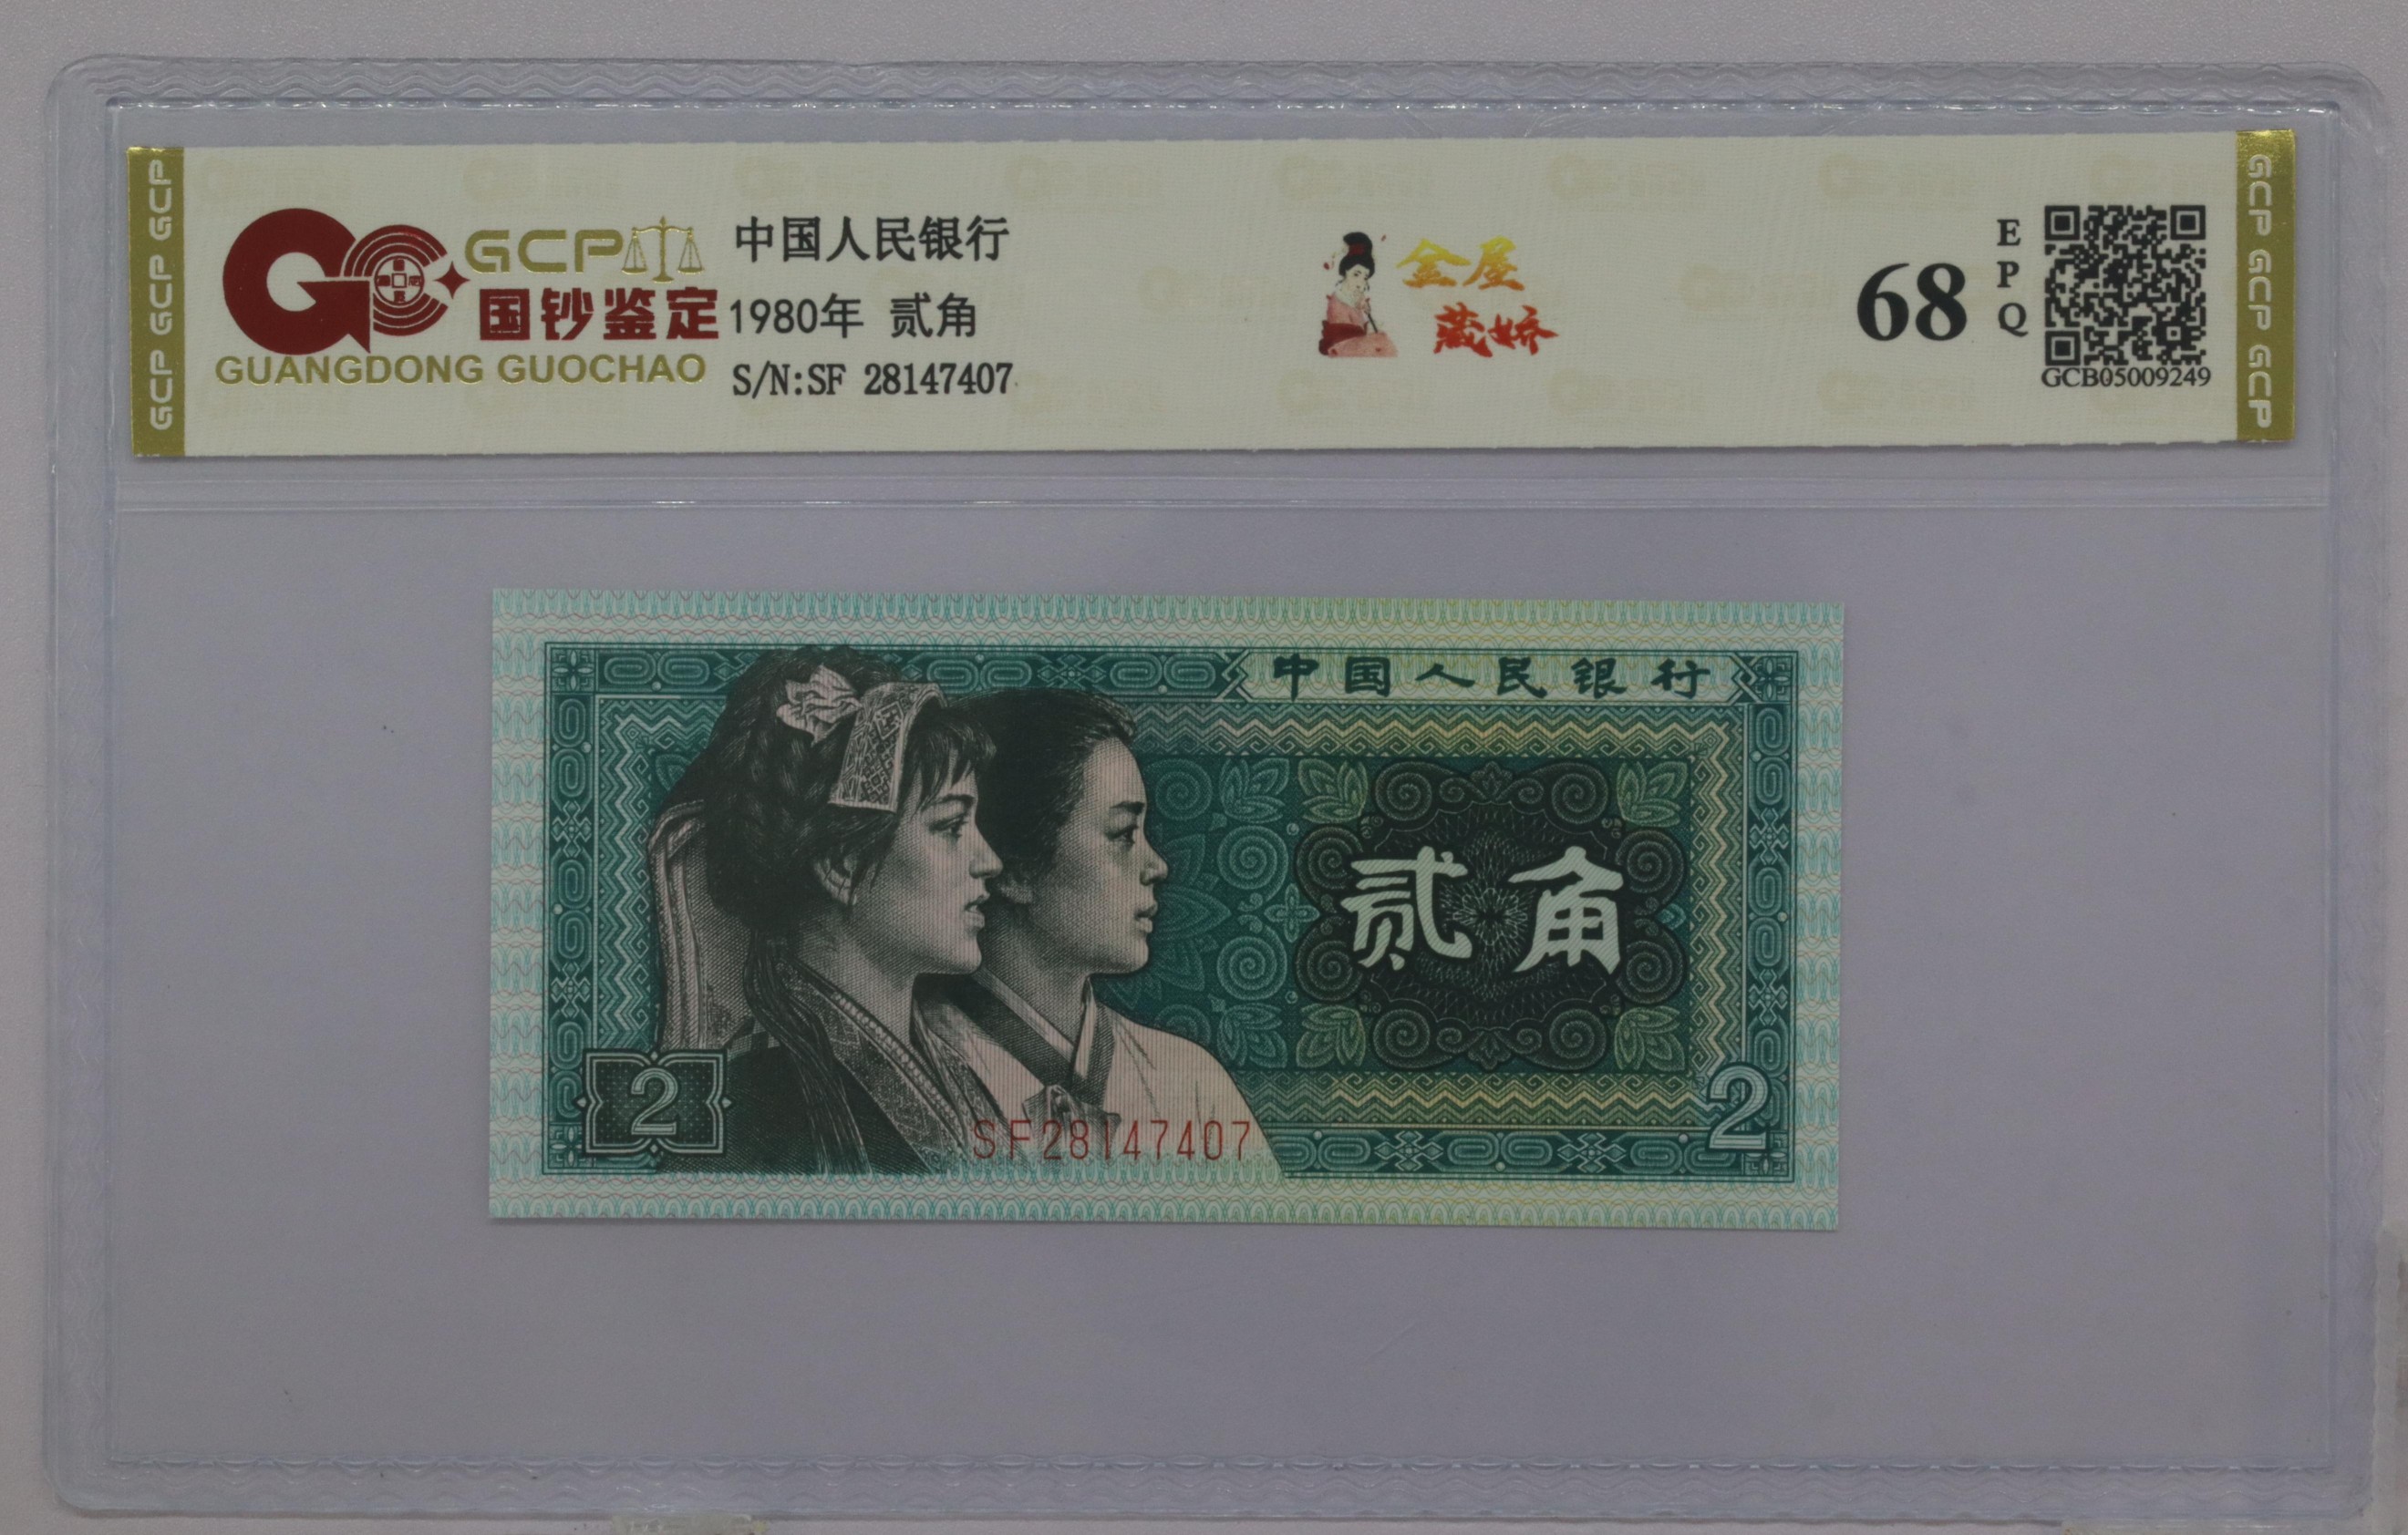 GCP GCP GCP
GCP
国钞鉴定
GUANGDONG GUOCHAO
中国人民银行
1980年 贰角
S/N:SF 28147407
金屋
藏娇
68
EPQ
GCB05009249
GCP GCP GCP
中国人民银行
贰角
2
SF28147407
2